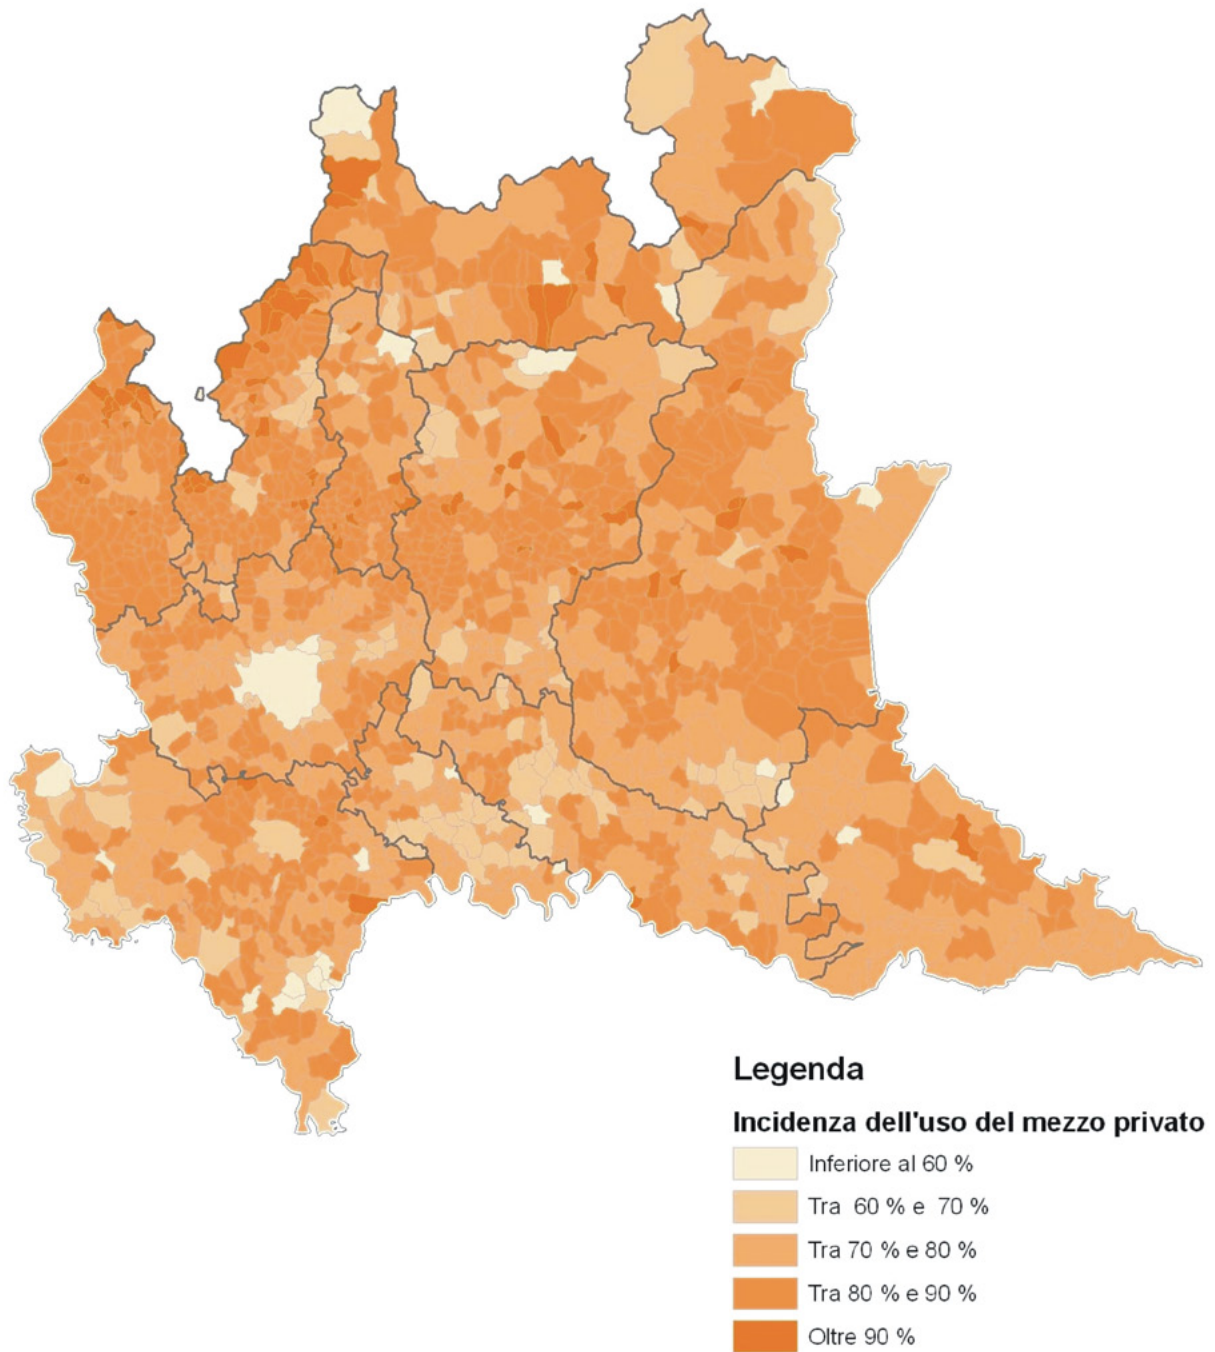 Legenda
Incidenza dell'uso del mezzo privato
Inferiore al 60 %
Tra 60 % e 70 %
Tra 70 % e 80 %
Tra 80 % e 90 %
Oltre 90 %